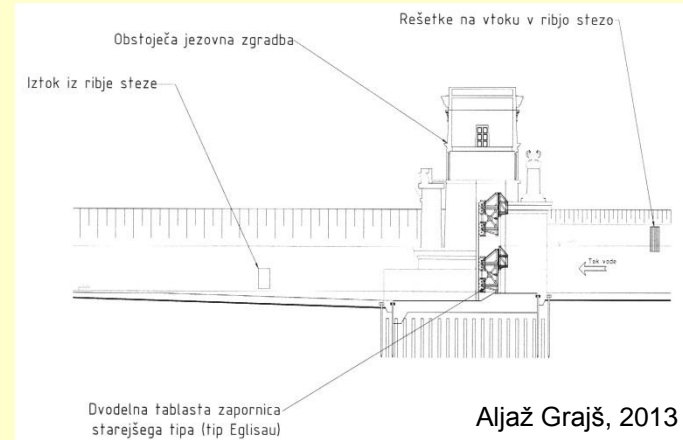 Rešetke na vtoku v ribjo stezo
Obstoječa jezovna zgradba
Iztok iz ribje steze
Tok vode
Dvodelna tablasta zapornica
starejšega tipa (tip Eglisau)
Aljaž Grajš, 2013